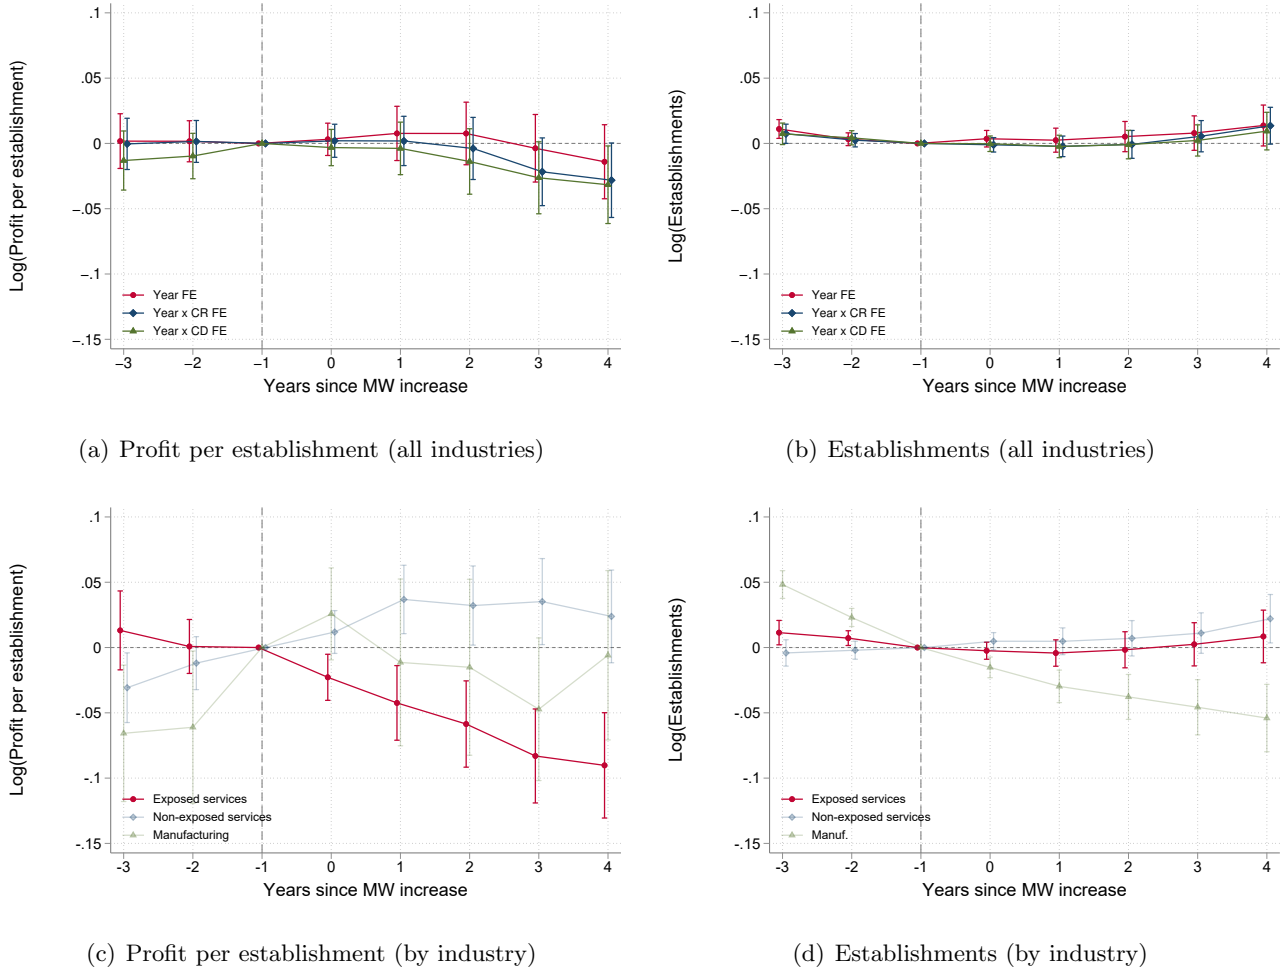 .1
.05
0
−.05
−.1
−.15
Log(Profit per establishment)
Year FE
Year x CR FE
Year x CD FE
−3 −2 −1 0 1 2 3 4
Years since MW increase
(a) Profit per establishment (all industries)
.1
.05
0
−.05
−.1
−.15
Log(Estasblishments)
Year FE
Year x CR FE
Year x CD FE
−3 −2 −1 0 1 2 3 4
Years since MW increase
(b) Establishments (all industries)
.1
.05
0
-.05
-.1
-.15
Log(Profit per establishment)
Exposed services
Non-exposed services
Manufacturing
-3 -2 -1 0 1 2 3 4
Years since MW increase
(c) Profit per establishment (by industry)
.1
.05
0
-.05
-.1
-.15
Log(Establishments)
Exposed services
Non-exposed services
Manuf.
-3 -2 -1 0 1 2 3 4
Years since MW increase
(d) Establishments (by industry)